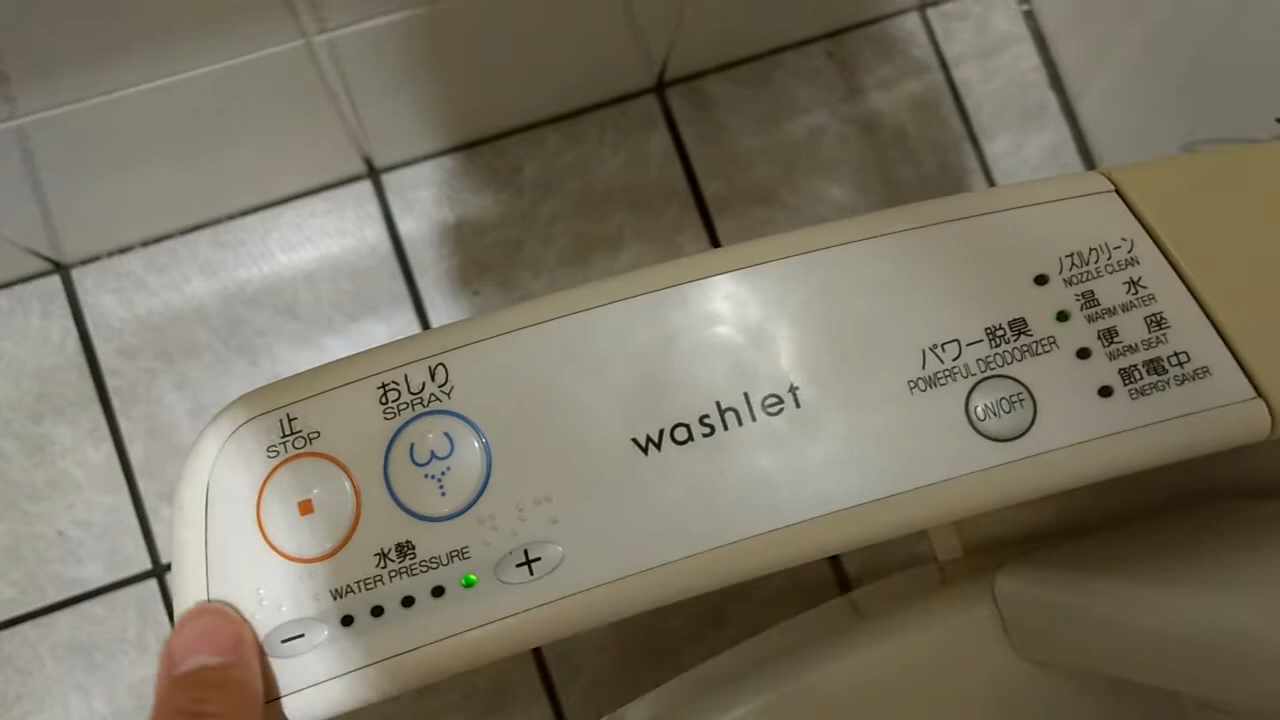 止
STOP
おしり
SPRAY
水勢
WATER PRESSURE
−
+
washlet
パワー脱臭
POWERFUL DEODORIZER
ON/OFF
ノズルクリーン
NOZZLE CLEAN
温 水
WARM WATER
便 座
WARM SEAT
節電中
ENERGY SAVER